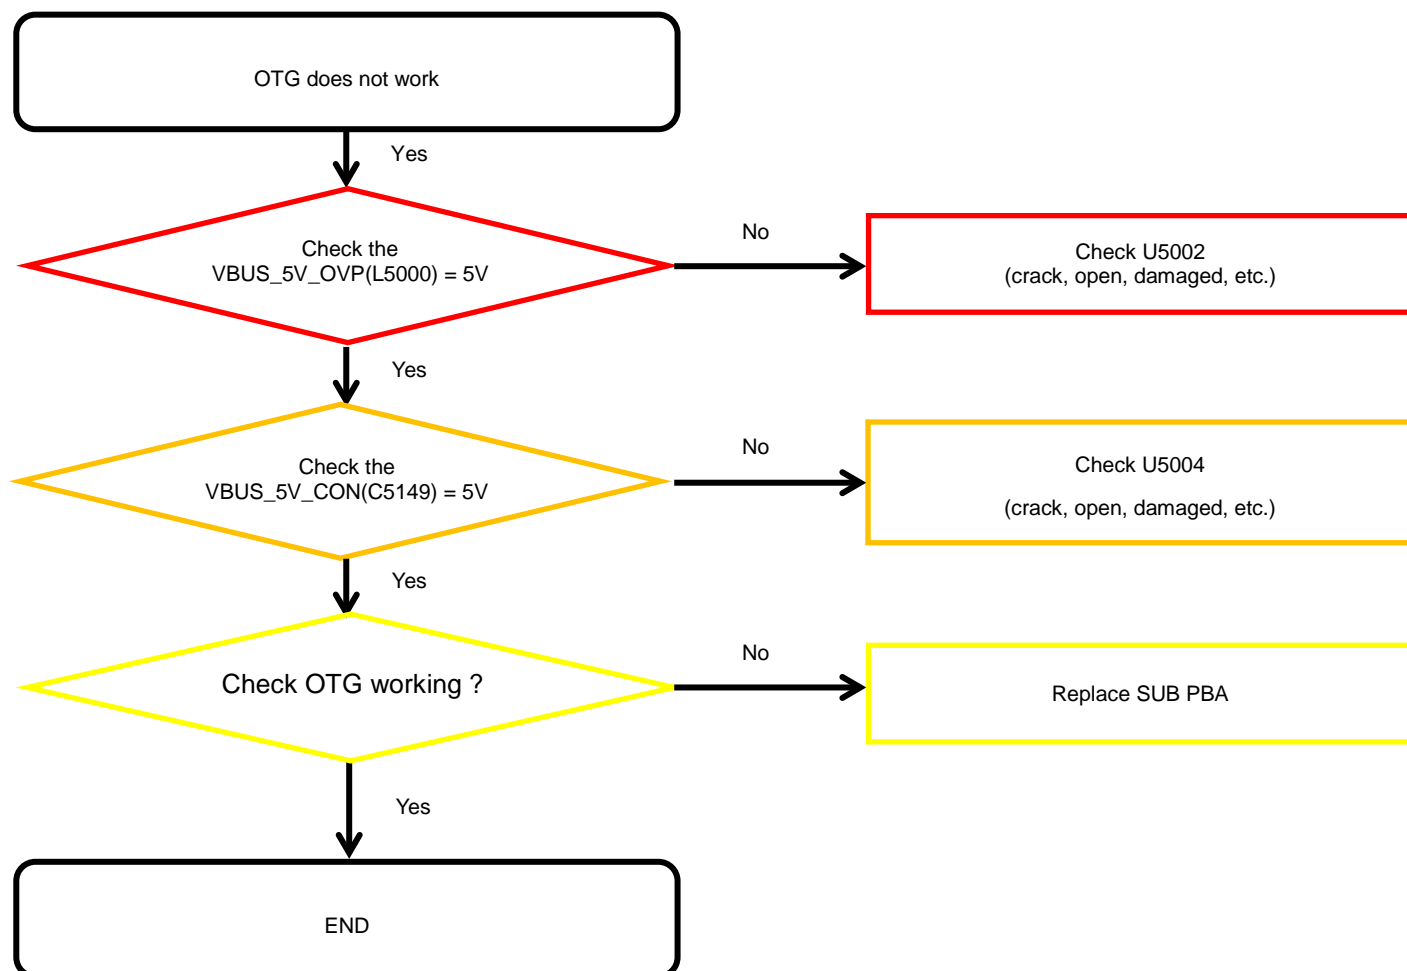 OTG does not work
Yes
Check the
VBUS_5V_OVP(L5000) = 5V
No
Check U5002
(crack, open, damaged, etc.)
Yes
Check the
VBUS_5V_CON(C5149) = 5V
No
Check U5004
(crack, open, damaged, etc.)
Yes
Check OTG working ?
No
Replace SUB PBA
Yes
END